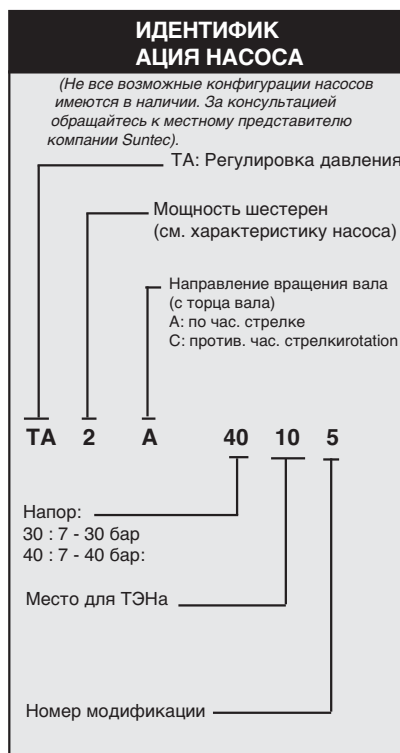 ИДЕНТИФИК
АЦИЯ НАСОСА
(Не все возможные конфигурации насосов
имеются в наличии. За консультацией
обращайтесь к местному представителю
компании Suntec).
TA: Регулировка давления
Мощность шестерен
(см. характеристику насоса)
Направление вращения вала
(с торца вала)
A: по час. стрелке
C: против. час. стрелкиrotation
TA 2 A 40 10 5
Напор:
30 : 7 - 30 бар
40 : 7 - 40 бар:
Место для ТЭНа
Номер модификации